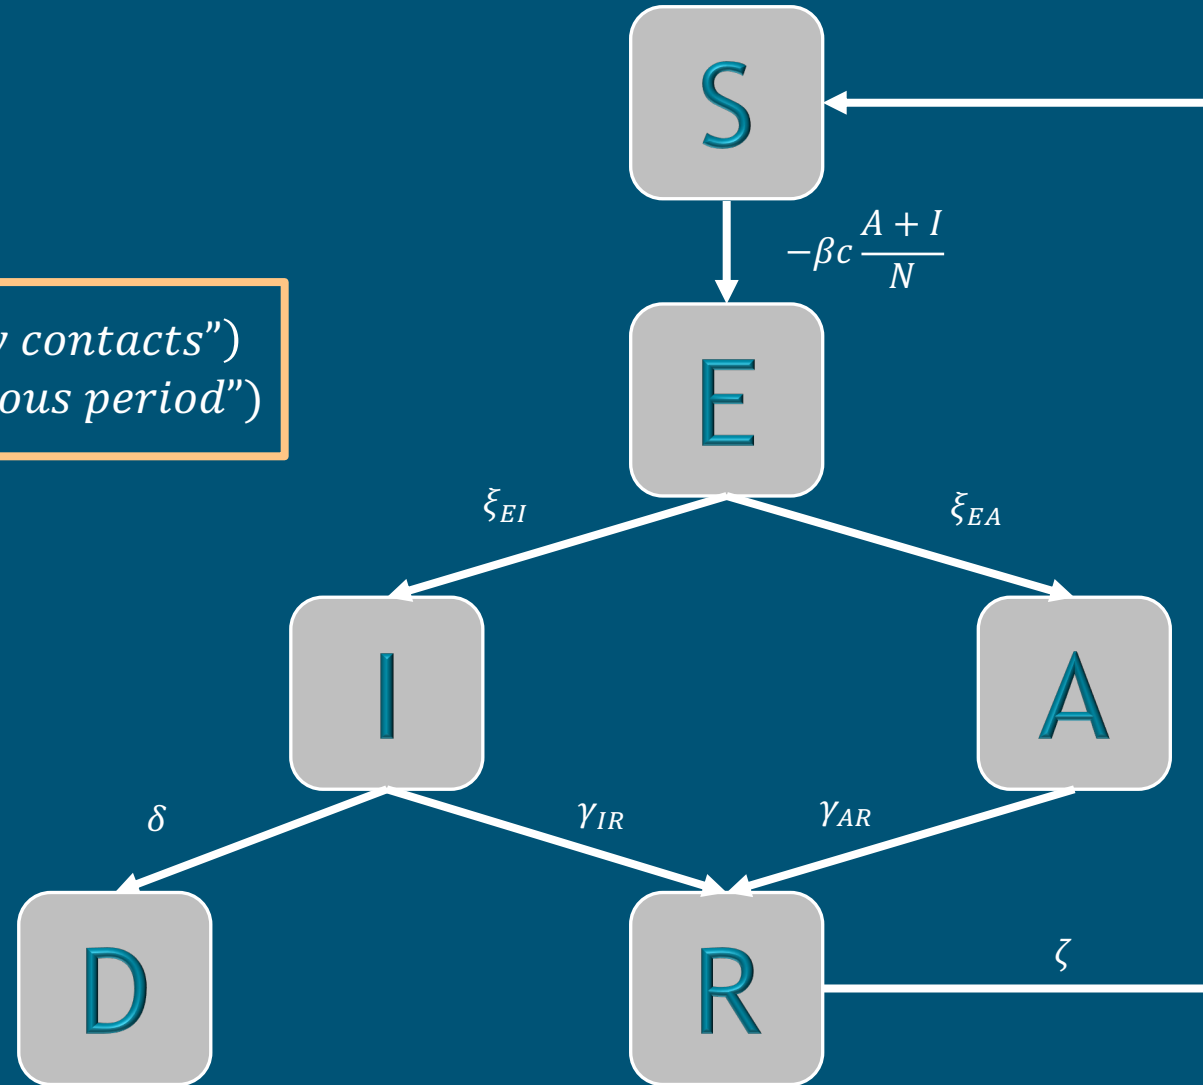 S
−βc (A + I)/N
contacts”)
E
ous period”)
ξ_EI
ξ_EA
I
A
δ
γ_IR
γ_AR
D
R
ζ